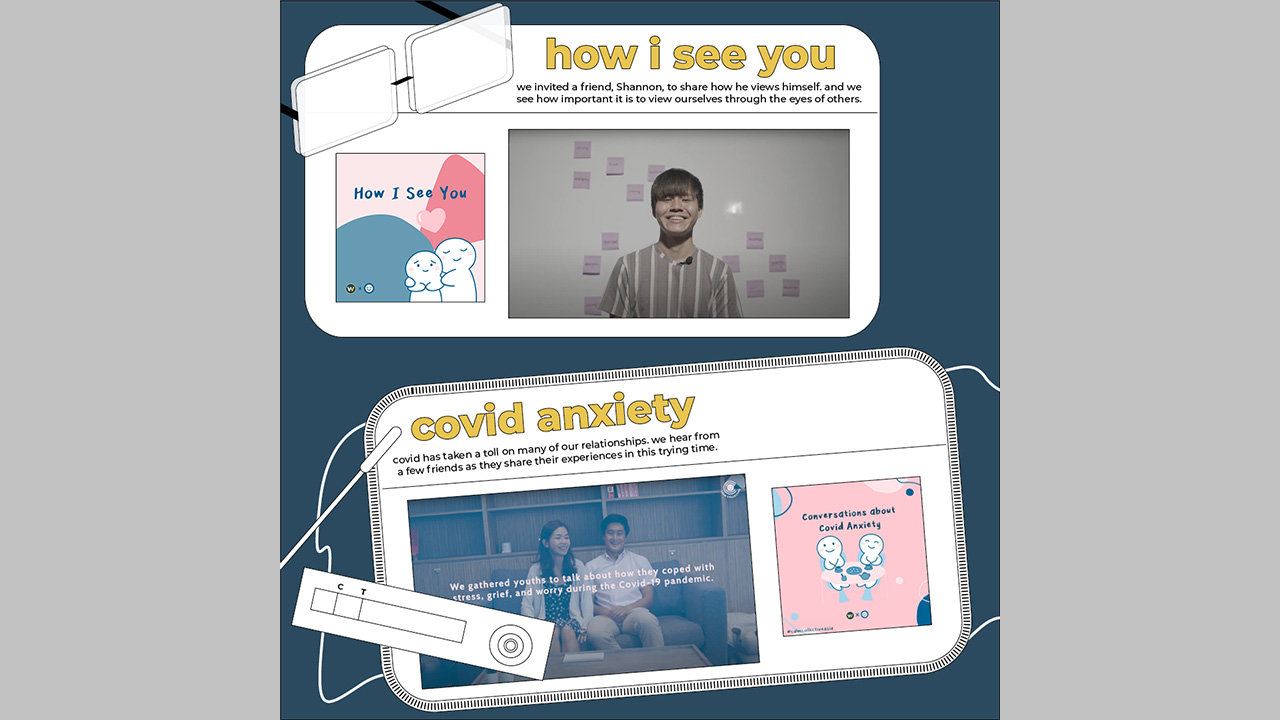 how i see you
we invited a friend, Shannon, to share how he views himself. and we
see how important it is to view ourselves through the eyes of others.
How I See You
W
covid anxiety
covid has taken a toll on many of our relationships. we hear from
a few friends as they share their experiences in this trying time.
We gathered youths to talk about how they coped with
stress, grief, and worry during the Covid-19 pandemic.
Conversations about
Covid Anxiety
C T